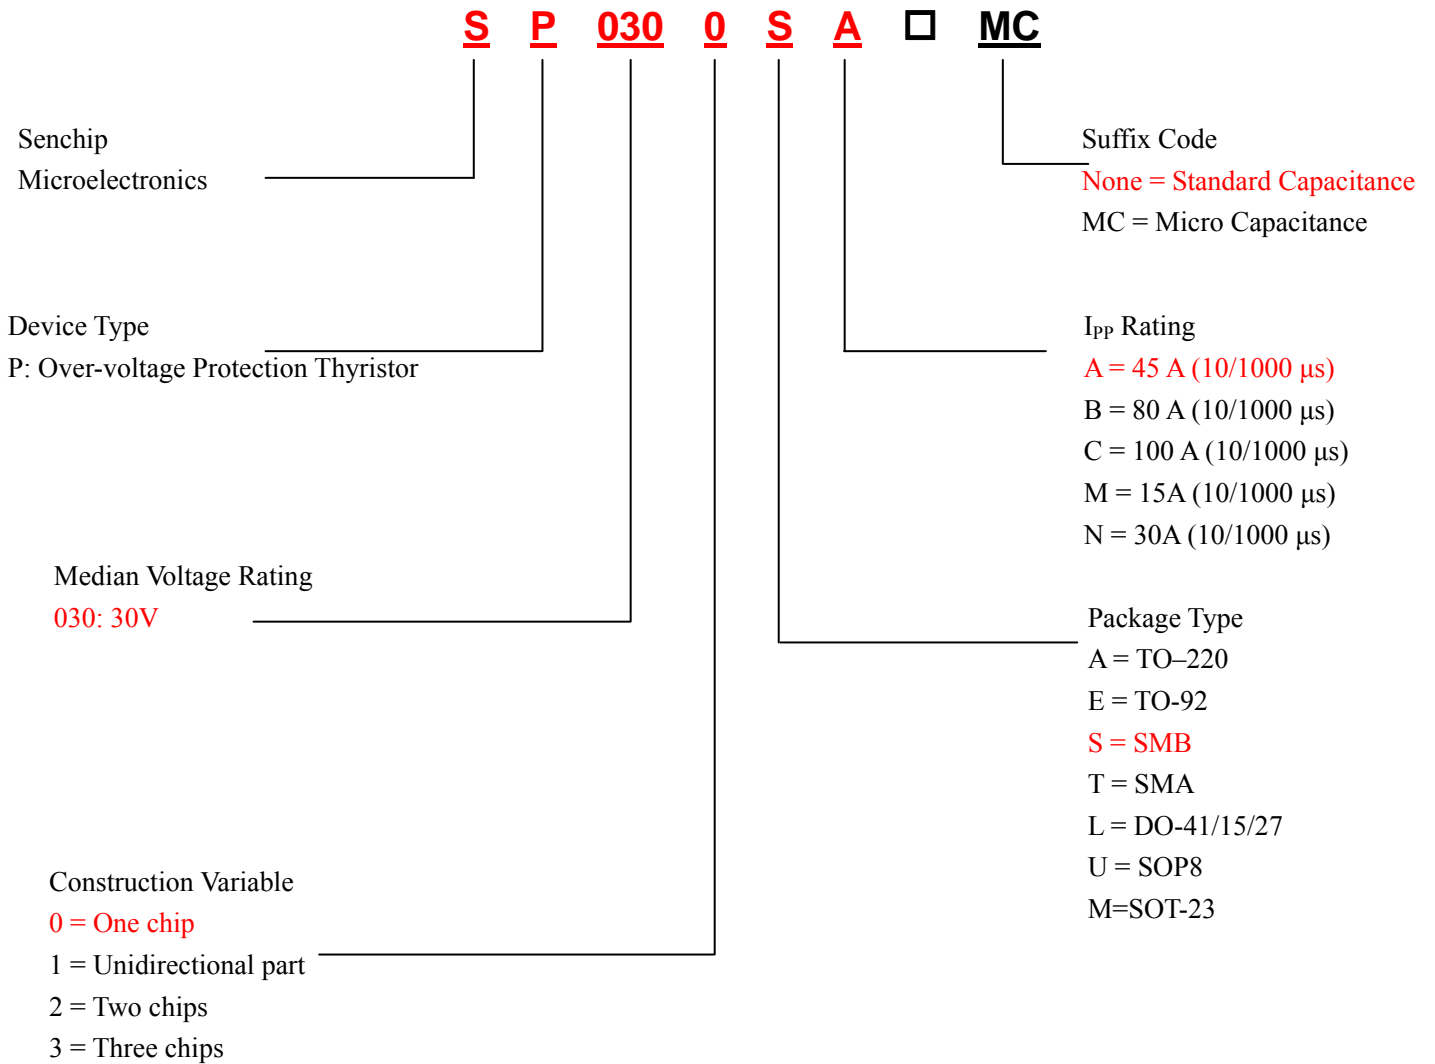 S P 030 0 S A □ MC
Senchip
Microelectronics
Suffix Code
None = Standard Capacitance
MC = Micro Capacitance
Device Type
P: Over-voltage Protection Thyristor
IPP Rating
A = 45 A (10/1000 μs)
B = 80 A (10/1000 μs)
C = 100 A (10/1000 μs)
M = 15A (10/1000 μs)
N = 30A (10/1000 μs)
Median Voltage Rating
030: 30V
Package Type
A = TO–220
E = TO-92
S = SMB
T = SMA
L = DO-41/15/27
U = SOP8
M=SOT-23
Construction Variable
0 = One chip
1 = Unidirectional part
2 = Two chips
3 = Three chips